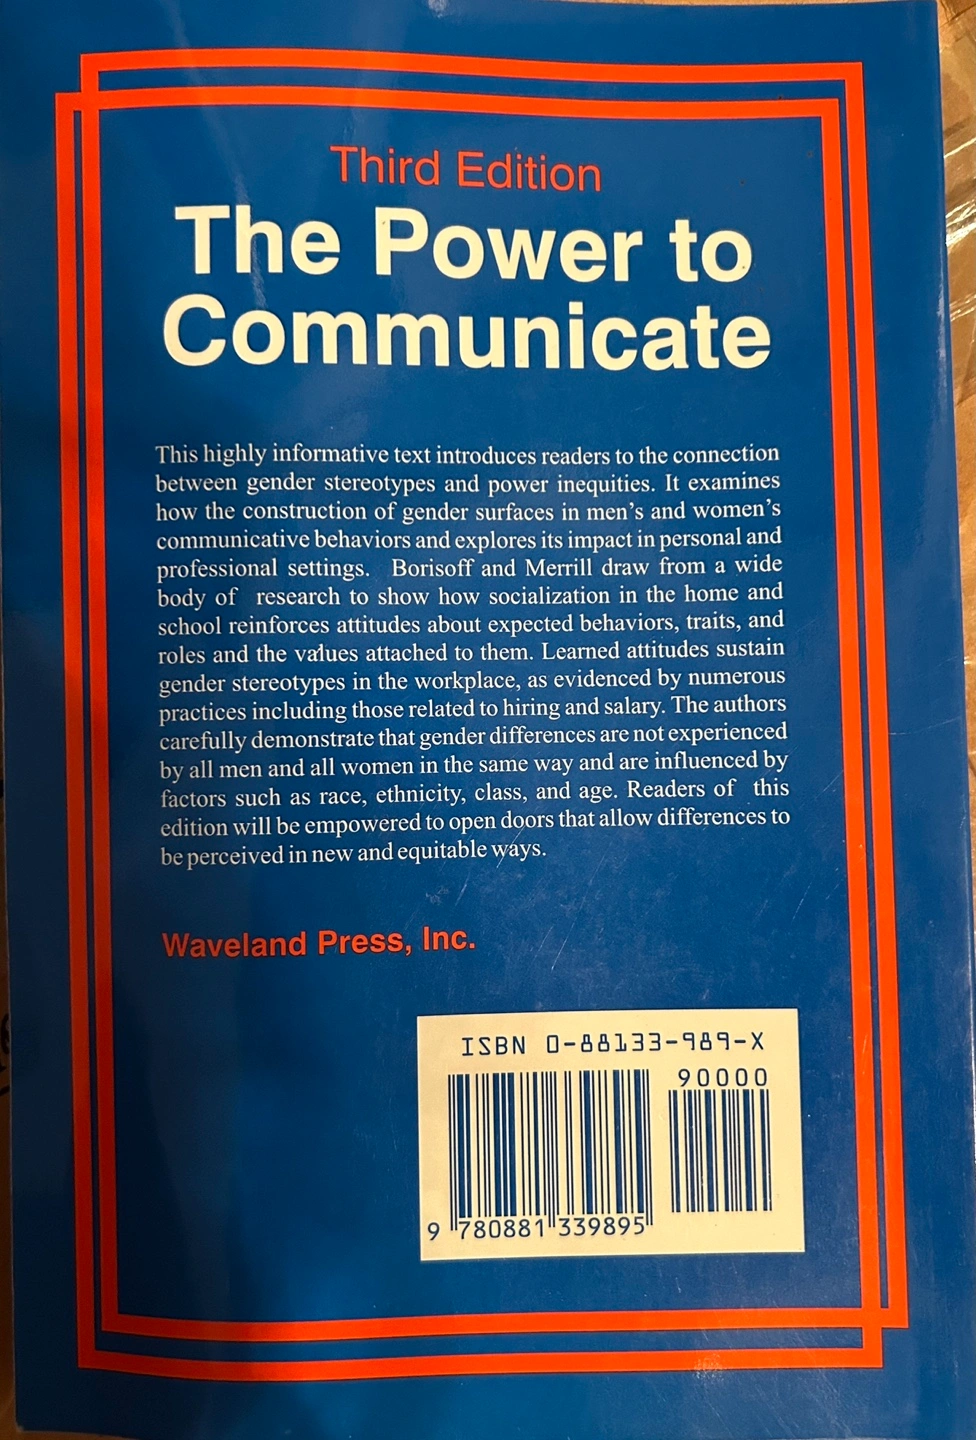 Third Edition
The Power to
Communicate
This highly informative text introduces readers to the connection
between gender stereotypes and power inequities. It examines
how the construction of gender surfaces in men's and women's
communicative behaviors and explores its impact in personal and
professional settings. Borisoff and Merrill draw from a wide
body of research to show how socialization in the home and
school reinforces attitudes about expected behaviors, traits, and
roles and the values attached to them. Learned attitudes sustain
gender stereotypes in the workplace, as evidenced by numerous
practices including those related to hiring and salary. The authors
carefully demonstrate that gender differences are not experienced
by all men and all women in the same way and are influenced by
factors such as race, ethnicity, class, and age. Readers of this
edition will be empowered to open doors that allow differences to
be perceived in new and equitable ways.
Waveland Press, Inc.
ISBN 0-88133-989-X
90000
9 780881 339895